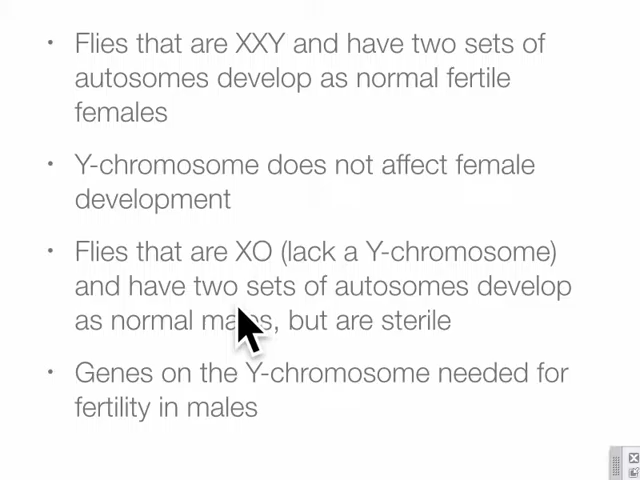 • Flies that are XXY and have two sets of
autosomes develop as normal fertile
females
• Y-chromosome does not affect female
development
• Flies that are XO (lack a Y-chromosome)
and have two sets of autosomes develop
as normal males, but are sterile
• Genes on the Y-chromosome needed for
fertility in males